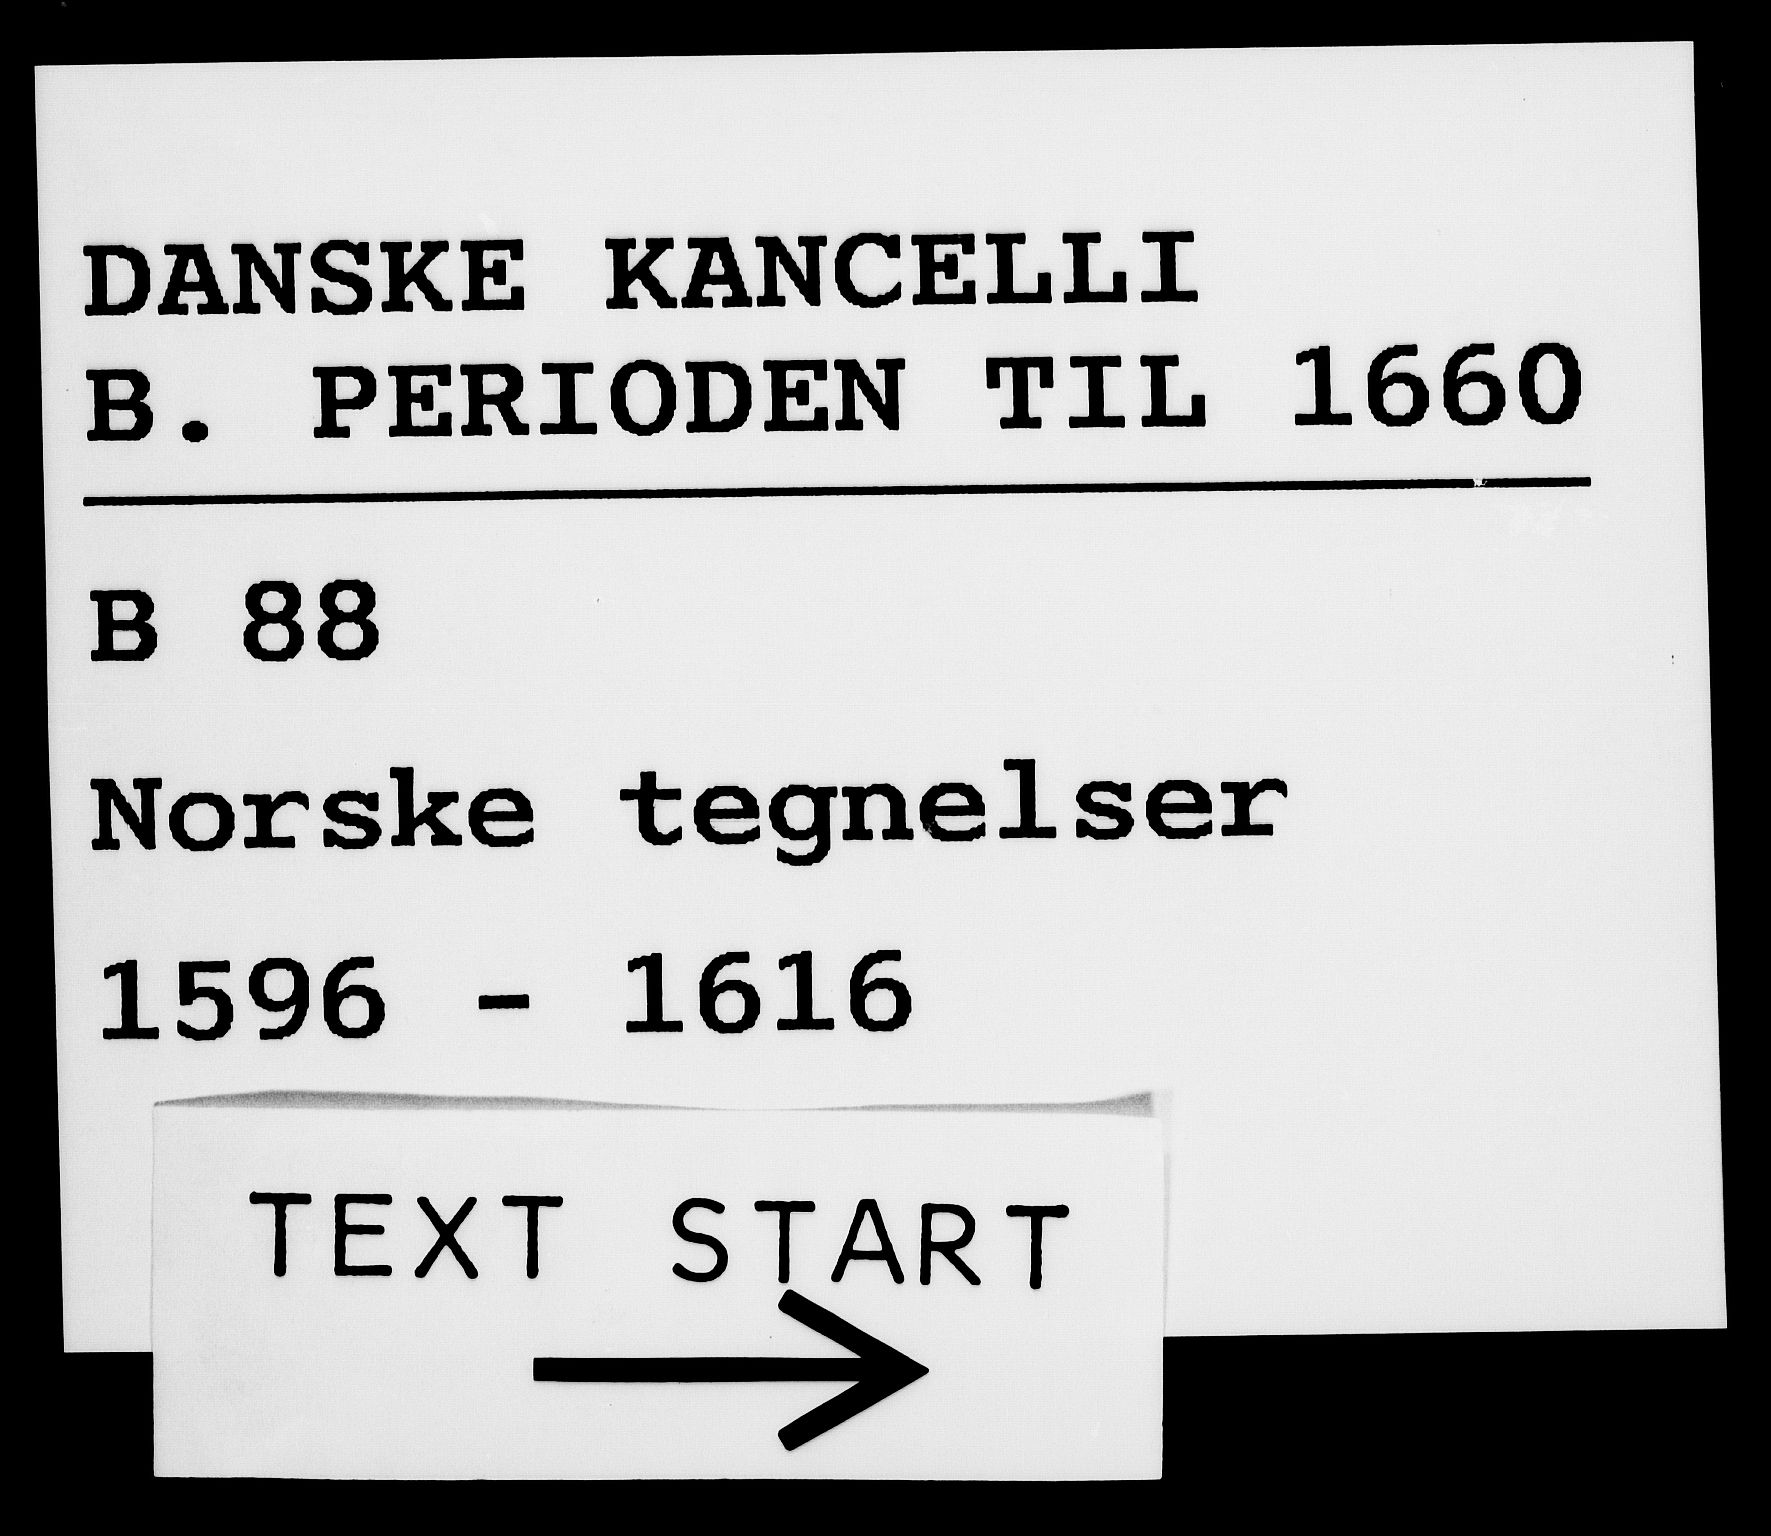 DANSKE KANCELLI
B. PERIODEN TIL 1660
B 88
Norske tegnelser
1596 - 1616
TEXT START